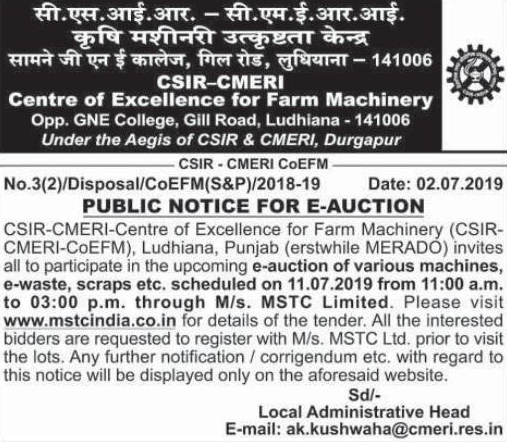 सी.एस.आई.आर. – सी.एम.ई.आर.आई.
कृषि मशीनरी उत्कृष्टता केन्द्र
सामने जी एन ई कालेज, गिल रोड, लुधियाना – 141006
CSIR–CMERI
Centre of Excellence for Farm Machinery
Opp. GNE College, Gill Road, Ludhiana - 141006
Under the Aegis of CSIR & CMERI, Durgapur
CSIR - CMERI CoEFM
No.3(2)/Disposal/CoEFM(S&P)/2018-19 Date: 02.07.2019
PUBLIC NOTICE FOR E-AUCTION
CSIR-CMERI-Centre of Excellence for Farm Machinery (CSIR-
CMERI-CoEFM), Ludhiana, Punjab (erstwhile MERADO) invites
all to participate in the upcoming e-auction of various machines,
e-waste, scraps etc. scheduled on 11.07.2019 from 11:00 a.m.
to 03:00 p.m. through M/s. MSTC Limited. Please visit
www.mstcindia.co.in for details of the tender. All the interested
bidders are requested to register with M/s. MSTC Ltd. prior to visit
the lots. Any further notification / corrigendum etc. with regard to
this notice will be displayed only on the aforesaid website.
Sd/-
Local Administrative Head
E-mail: ak.kushwaha@cmeri.res.in